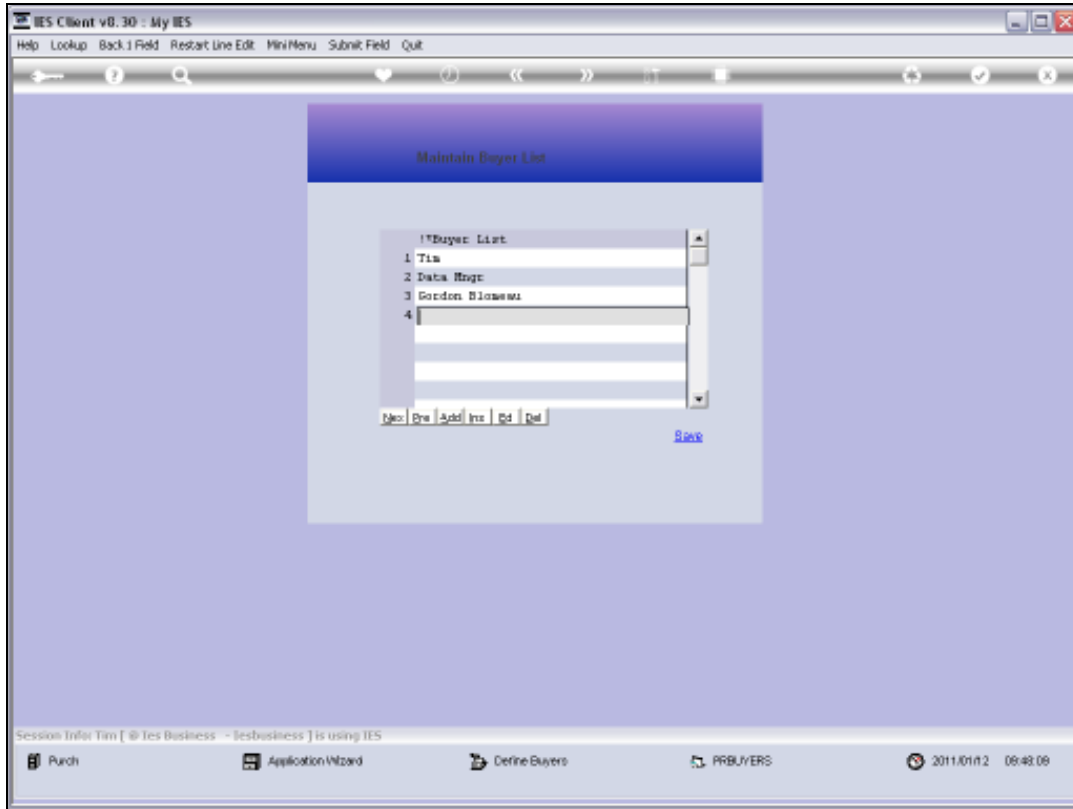 IES Client v8.30 : My IES
Help Lookup Back 1 Field Restart Line Edit MiniMenu Submit Field Quit
Maintain Buyer List
!*Buyer List
1 Tim
2 Data Mngr
3 Gordon Blomeau
4
Nex Pre Add Ins Ed Del
Save
Session Info: Tim [ @ Ies Business - Iesbusiness ] is using IES
Purch Application Wizard Define Buyers PRBUYERS 2011/01/12 09:48:09